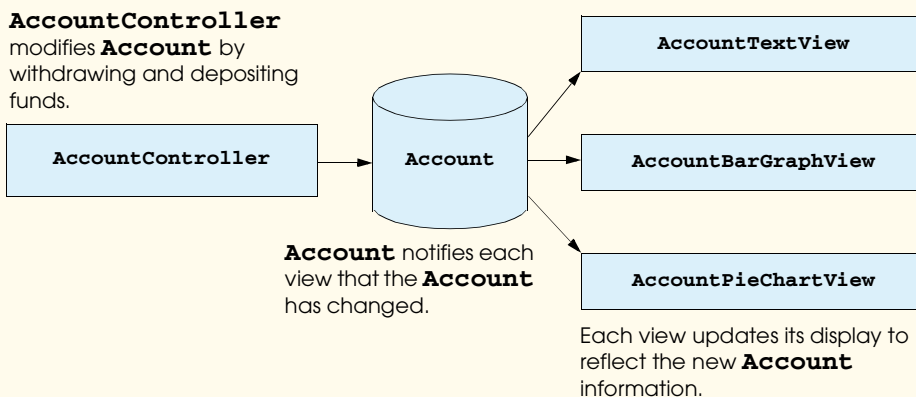 AccountController
modifies Account by
withdrawing and depositing
funds.
AccountController
Account
AccountTextView
AccountBarGraphView
AccountPieChartView
Account notifies each
view that the Account
has changed.
Each view updates its display to
reflect the new Account
information.